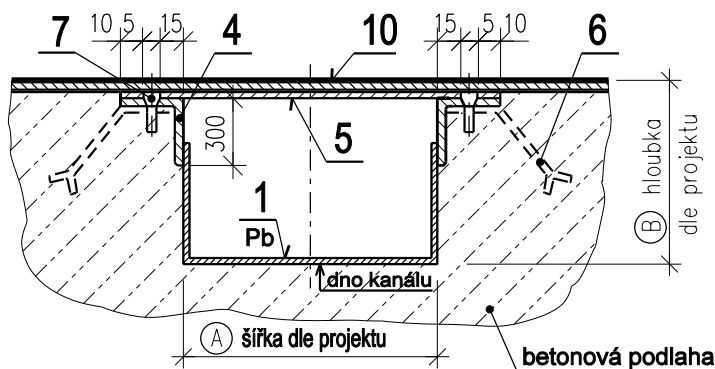 10 5 15 15 5 10
7 4 10 6
300
5
1
Pb
dno kanálu
B hloubka
dle projektu
A šířka dle projektu
betonová podlaha